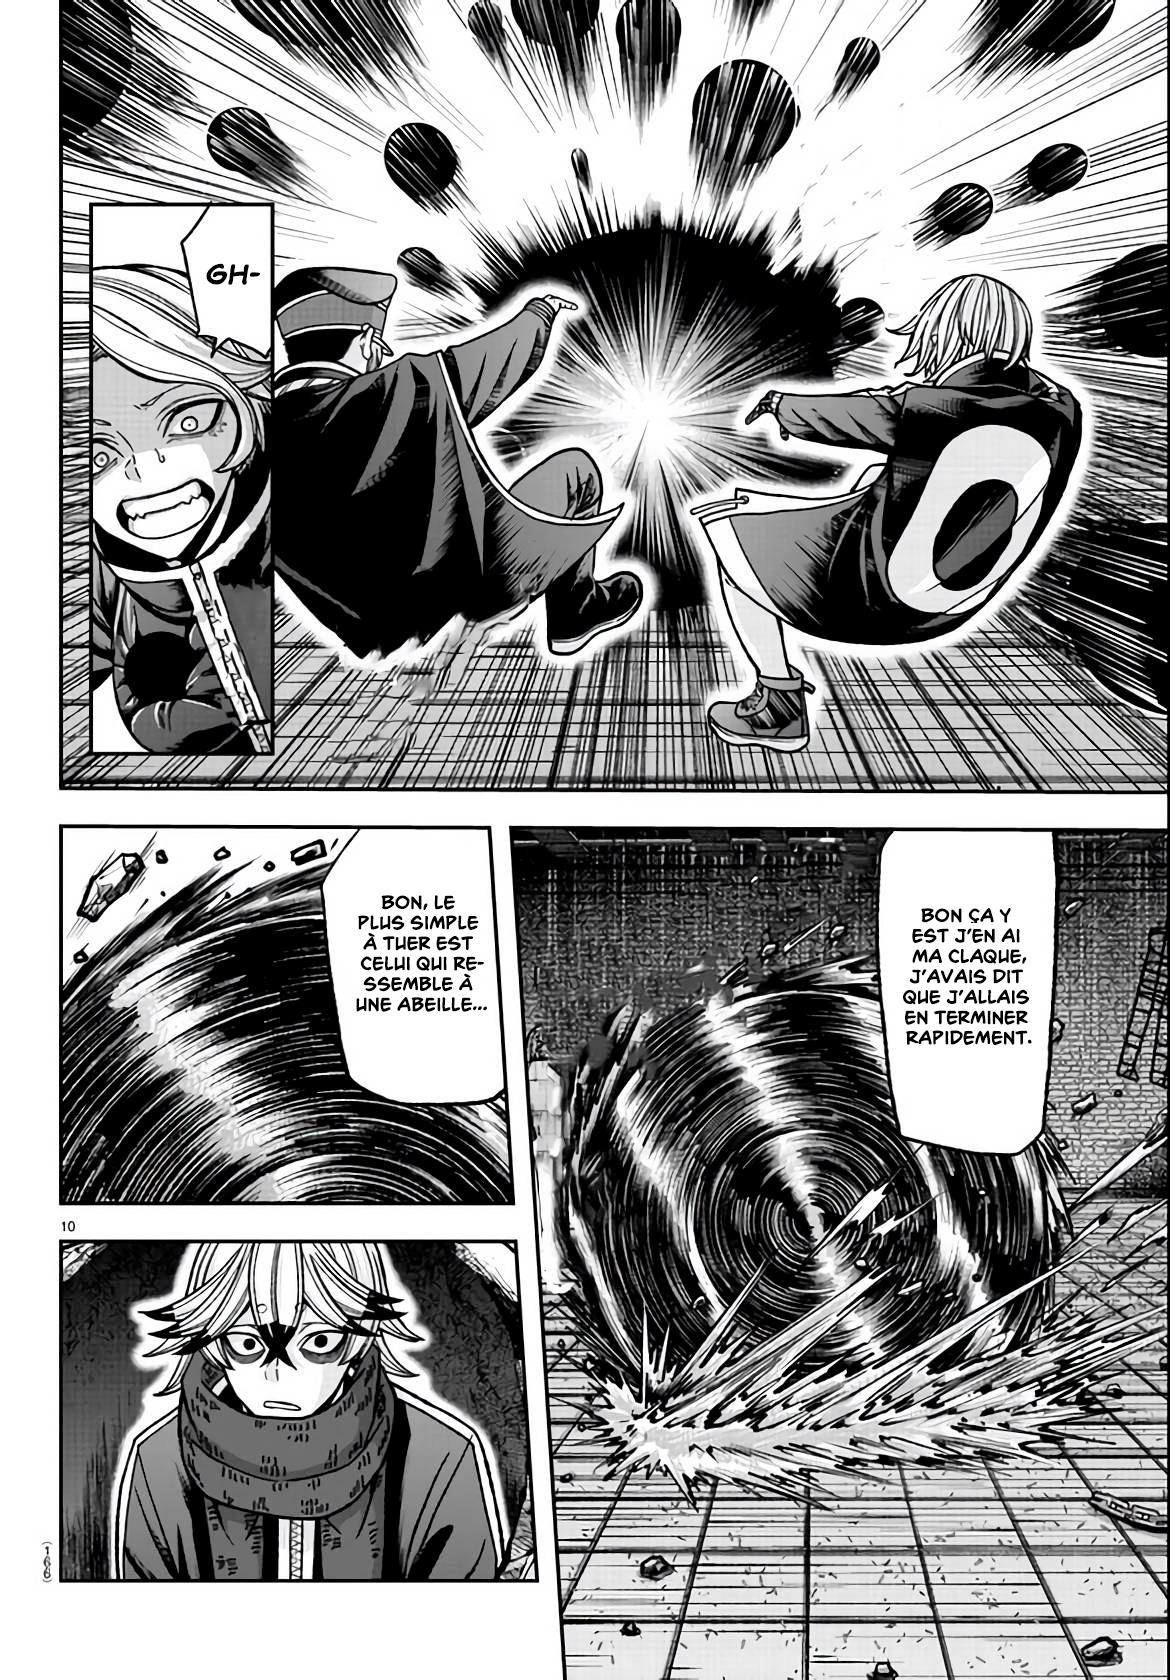 GH-
BON ÇA Y
EST J'EN AI
MA CLAQUE,
J'AVAIS DIT
QUE J'ALLAIS
EN TERMINER
RAPIDEMENT.
BON, LE
PLUS SIMPLE
À TUER EST
CELUI QUI RE-
SSEMBLE À
UNE ABEILLE...
10
(166)